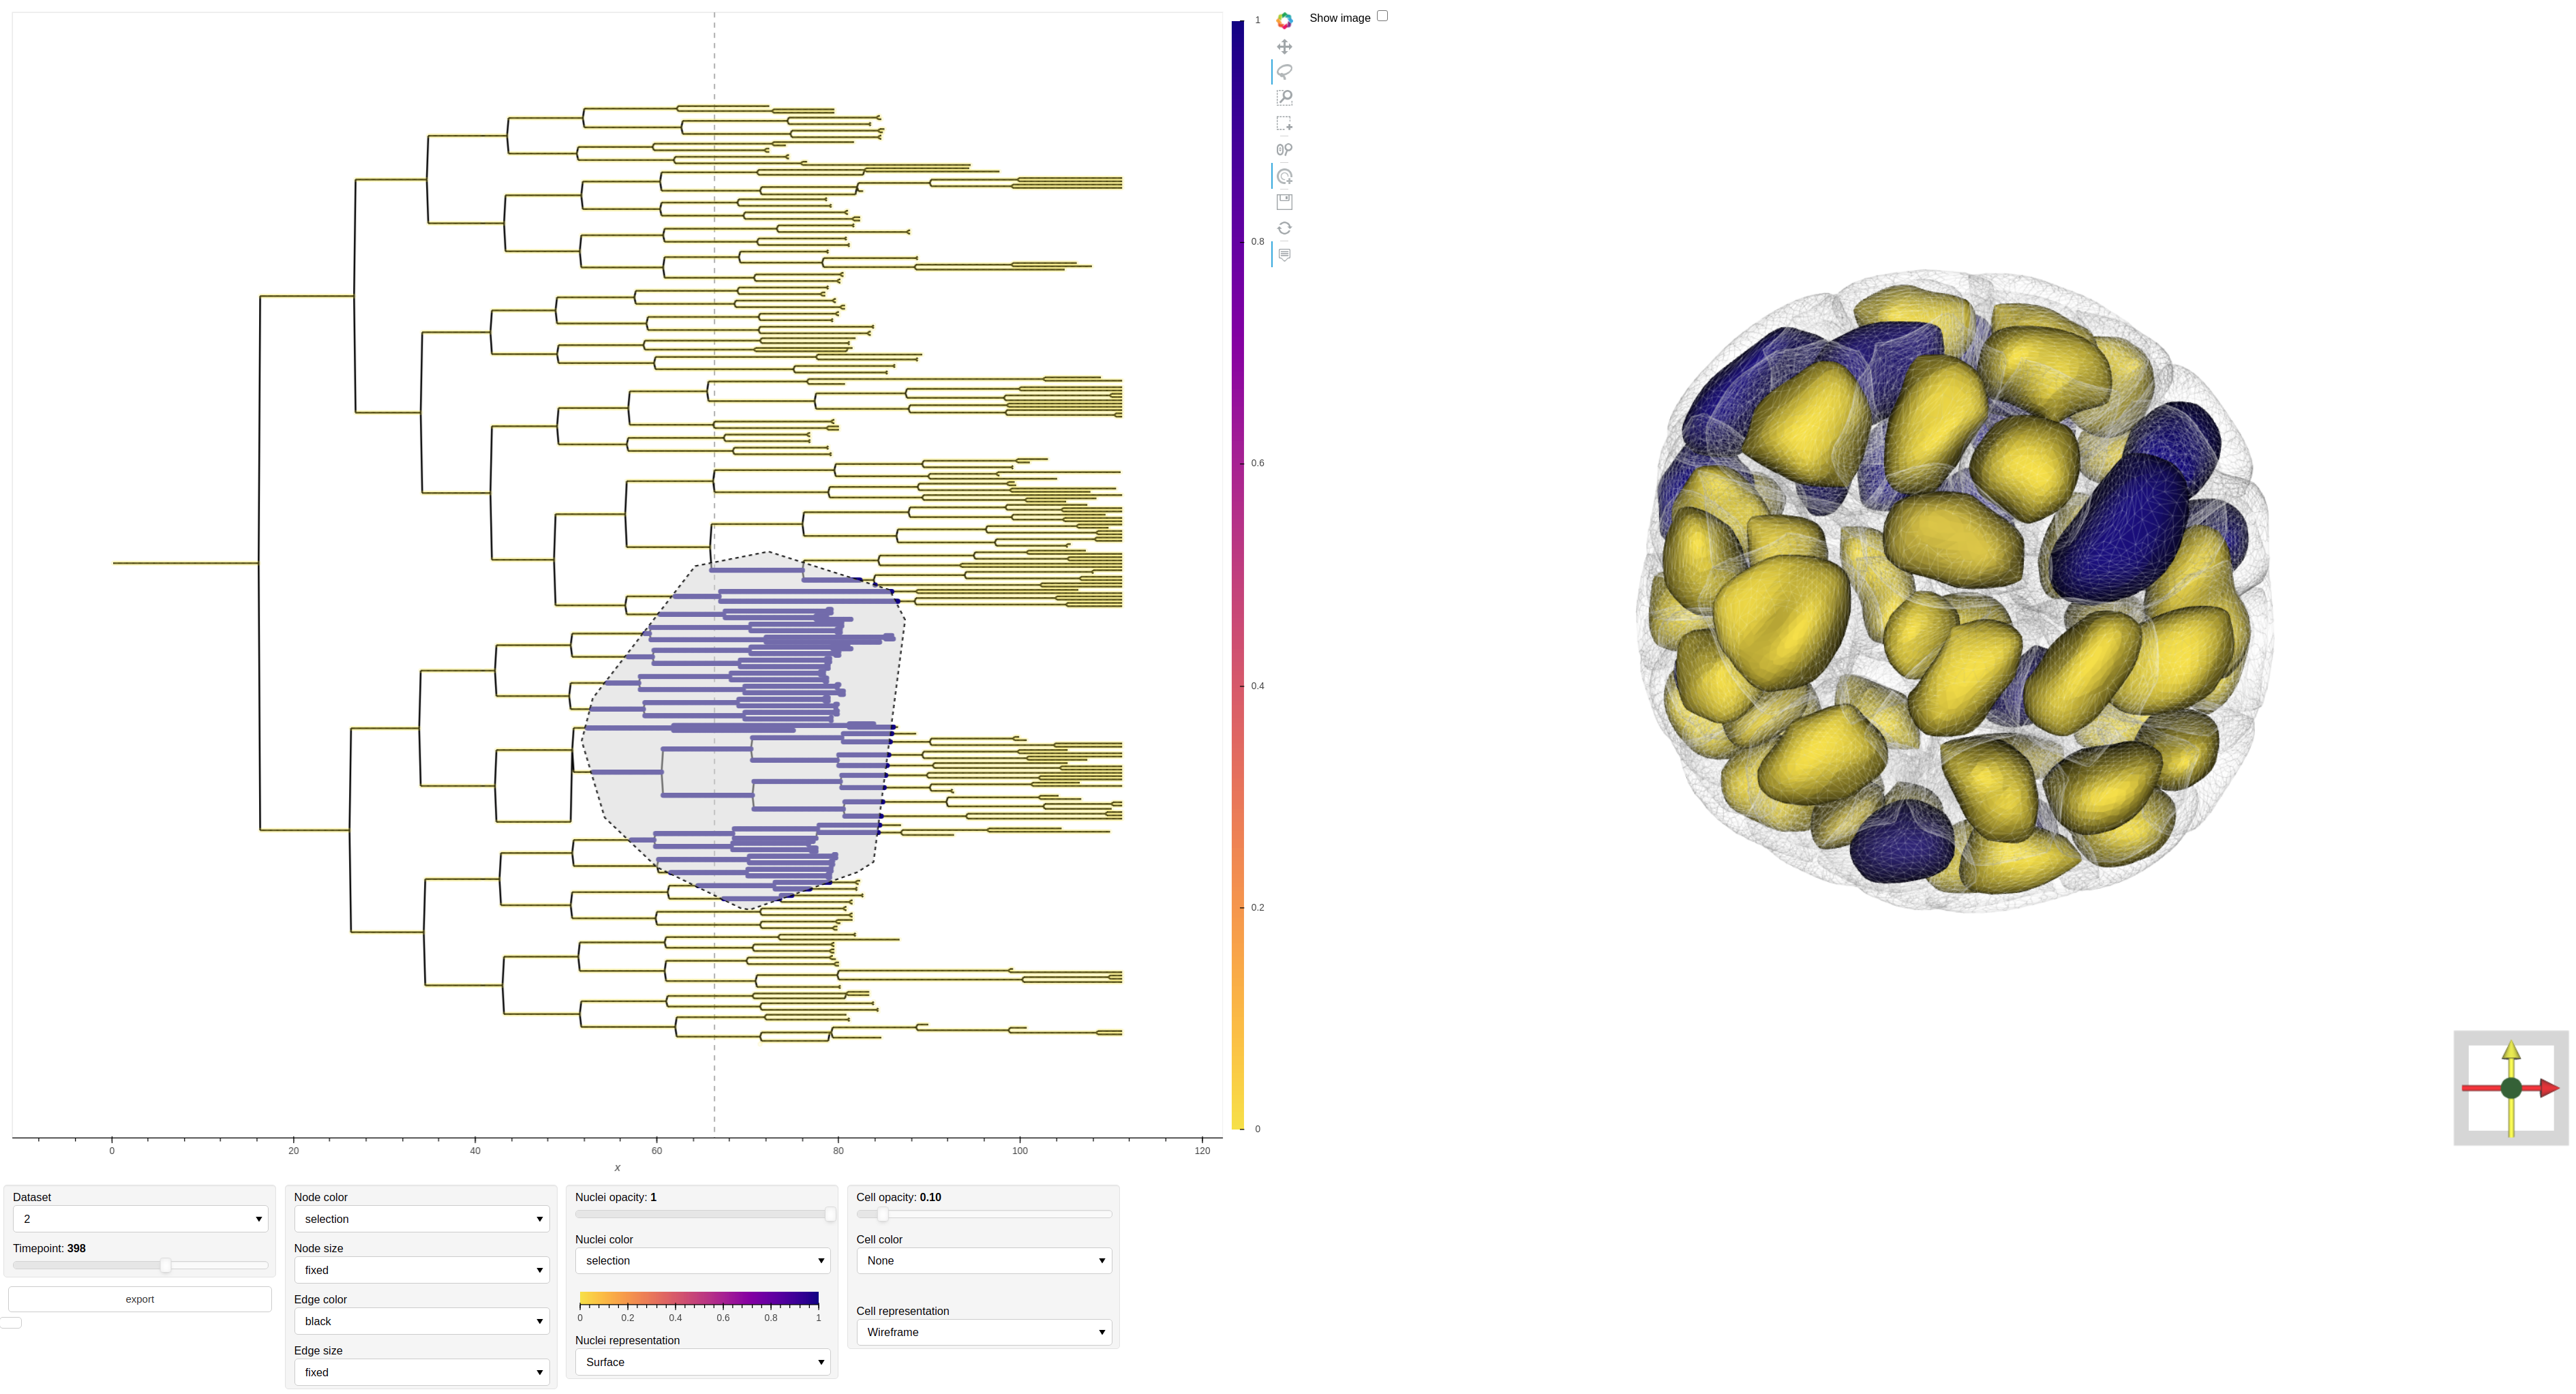 1
0.8
0.6
0.4
0.2
0
Show image
0 20 40 60 80 100 120
x
Dataset
2
Timepoint: 398
export
Node color
selection
Node size
fixed
Edge color
black
Edge size
fixed
Nuclei opacity: 1
Nuclei color
selection
0 0.2 0.4 0.6 0.8 1
Nuclei representation
Surface
Cell opacity: 0.10
Cell color
None
Cell representation
Wireframe